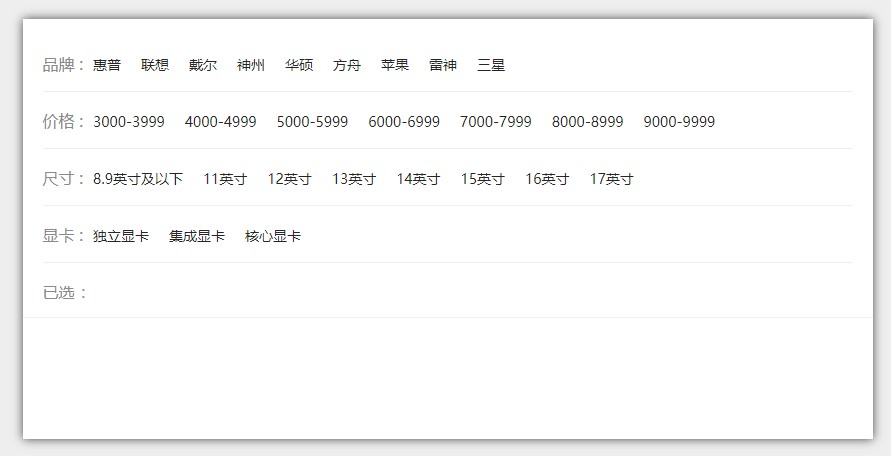 品牌： 惠普 联想 戴尔 神州 华硕 方舟 苹果 雷神 三星
价格： 3000-3999 4000-4999 5000-5999 6000-6999 7000-7999 8000-8999 9000-9999
尺寸： 8.9英寸及以下 11英寸 12英寸 13英寸 14英寸 15英寸 16英寸 17英寸
显卡： 独立显卡 集成显卡 核心显卡
已选：